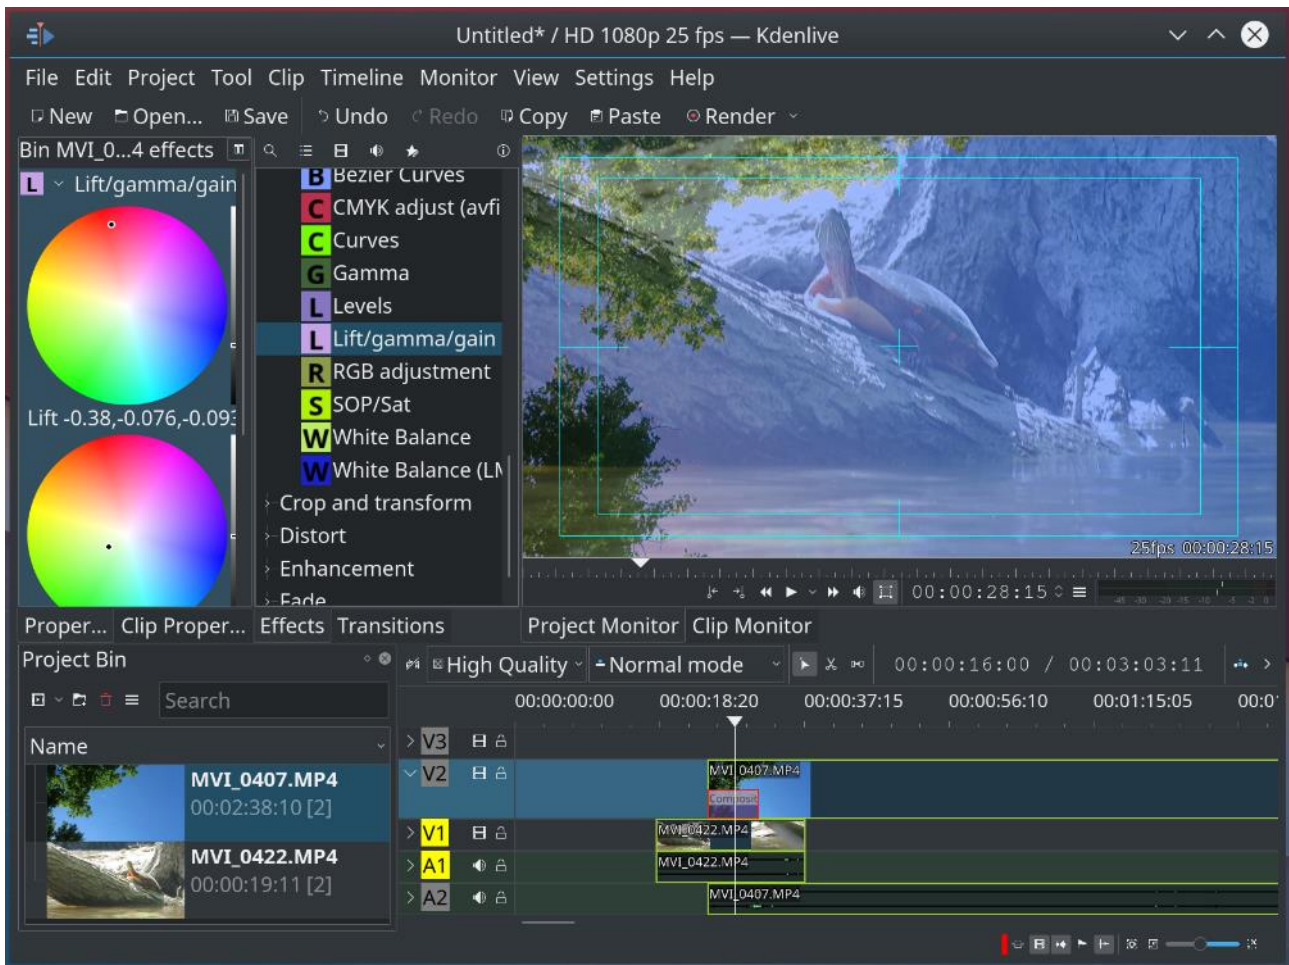 Untitled* / HD 1080p 25 fps — Kdenlive
File Edit Project Tool Clip Timeline Monitor View Settings Help
New Open... Save Undo Redo Copy Paste Render
Bin MVI_0...4 effects
L Lift/gamma/gain
Lift -0.38,-0.076,-0.093
B Bezier Curves
C CMYK adjust (avfi
C Curves
G Gamma
L Levels
L Lift/gamma/gain
R RGB adjustment
S SOP/Sat
W White Balance
W White Balance (LM
Crop and transform
Distort
Enhancement
Fade
25fps 00:00:28:15
00:00:28:15
Proper... Clip Proper... Effects Transitions
Project Monitor Clip Monitor
Project Bin
High Quality Normal mode 00:00:16:00 / 00:03:03:11
Search
00:00:00:00 00:00:18:20 00:00:37:15 00:00:56:10 00:01:15:05 00:0
Name
MVI_0407.MP4
00:02:38:10 [2]
MVI_0422.MP4
00:00:19:11 [2]
V3
V2 MVI_0407.MP4
Composit
V1 MVI_0422.MP4
A1 MVI_0422.MP4
A2 MVI_0407.MP4